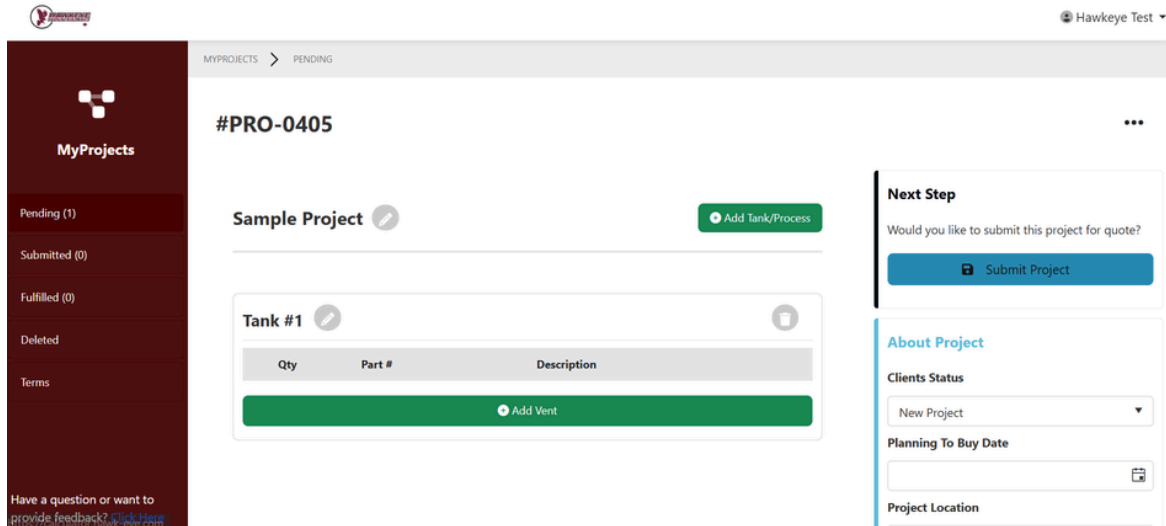 HAWKEYE
Hawkeye Test
MYPROJECTS
PENDING
MyProjects
Pending (1)
Submitted (0)
Fulfilled (0)
Deleted
Terms
Have a question or want to
provide feedback? Click Here
#PRO-0405
Sample Project
Add Tank/Process
Tank #1
Qty Part # Description
Add Vent
Next Step
Would you like to submit this project for quote?
Submit Project
About Project
Clients Status
New Project
Planning To Buy Date
Project Location